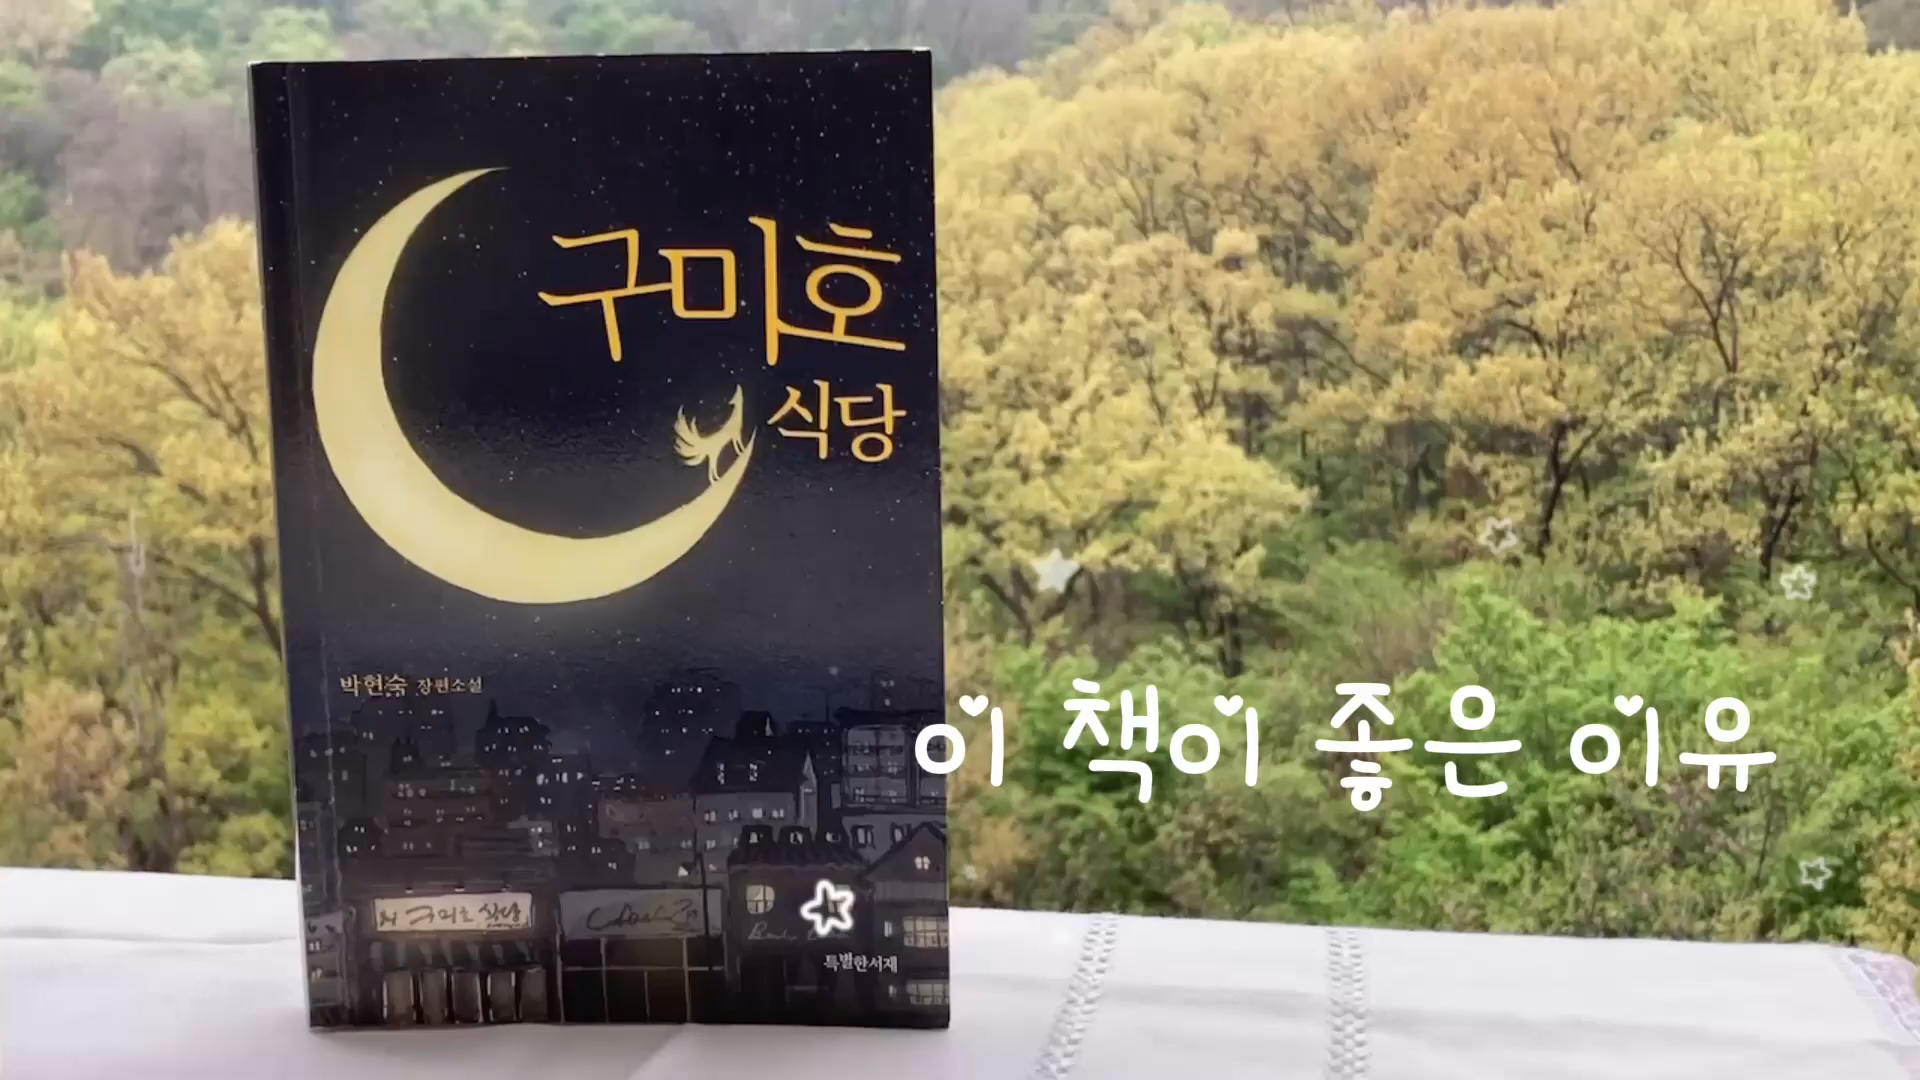 구미호
식당
박현숙 장편소설
이 책이 좋은 이유
구미호 식당
특별한서재